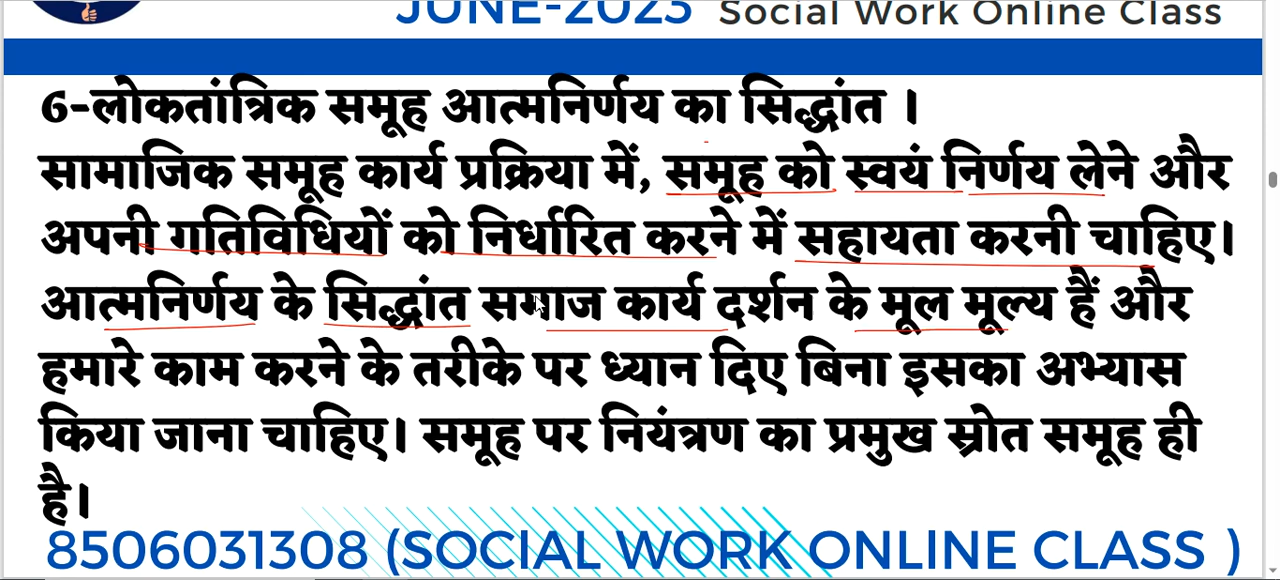 JUNE-2023 Social Work Online Class
6-लोकतांत्रिक समूह आत्मनिर्णय का सिद्धांत ।
सामाजिक समूह कार्य प्रक्रिया में, समूह को स्वयं निर्णय लेने और
अपनी गतिविधियों को निर्धारित करने में सहायता करनी चाहिए।
आत्मनिर्णय के सिद्धांत समाज कार्य दर्शन के मूल मूल्य हैं और
हमारे काम करने के तरीके पर ध्यान दिए बिना इसका अभ्यास
किया जाना चाहिए। समूह पर नियंत्रण का प्रमुख स्रोत समूह ही
है।
8506031308 (SOCIAL WORK ONLINE CLASS )